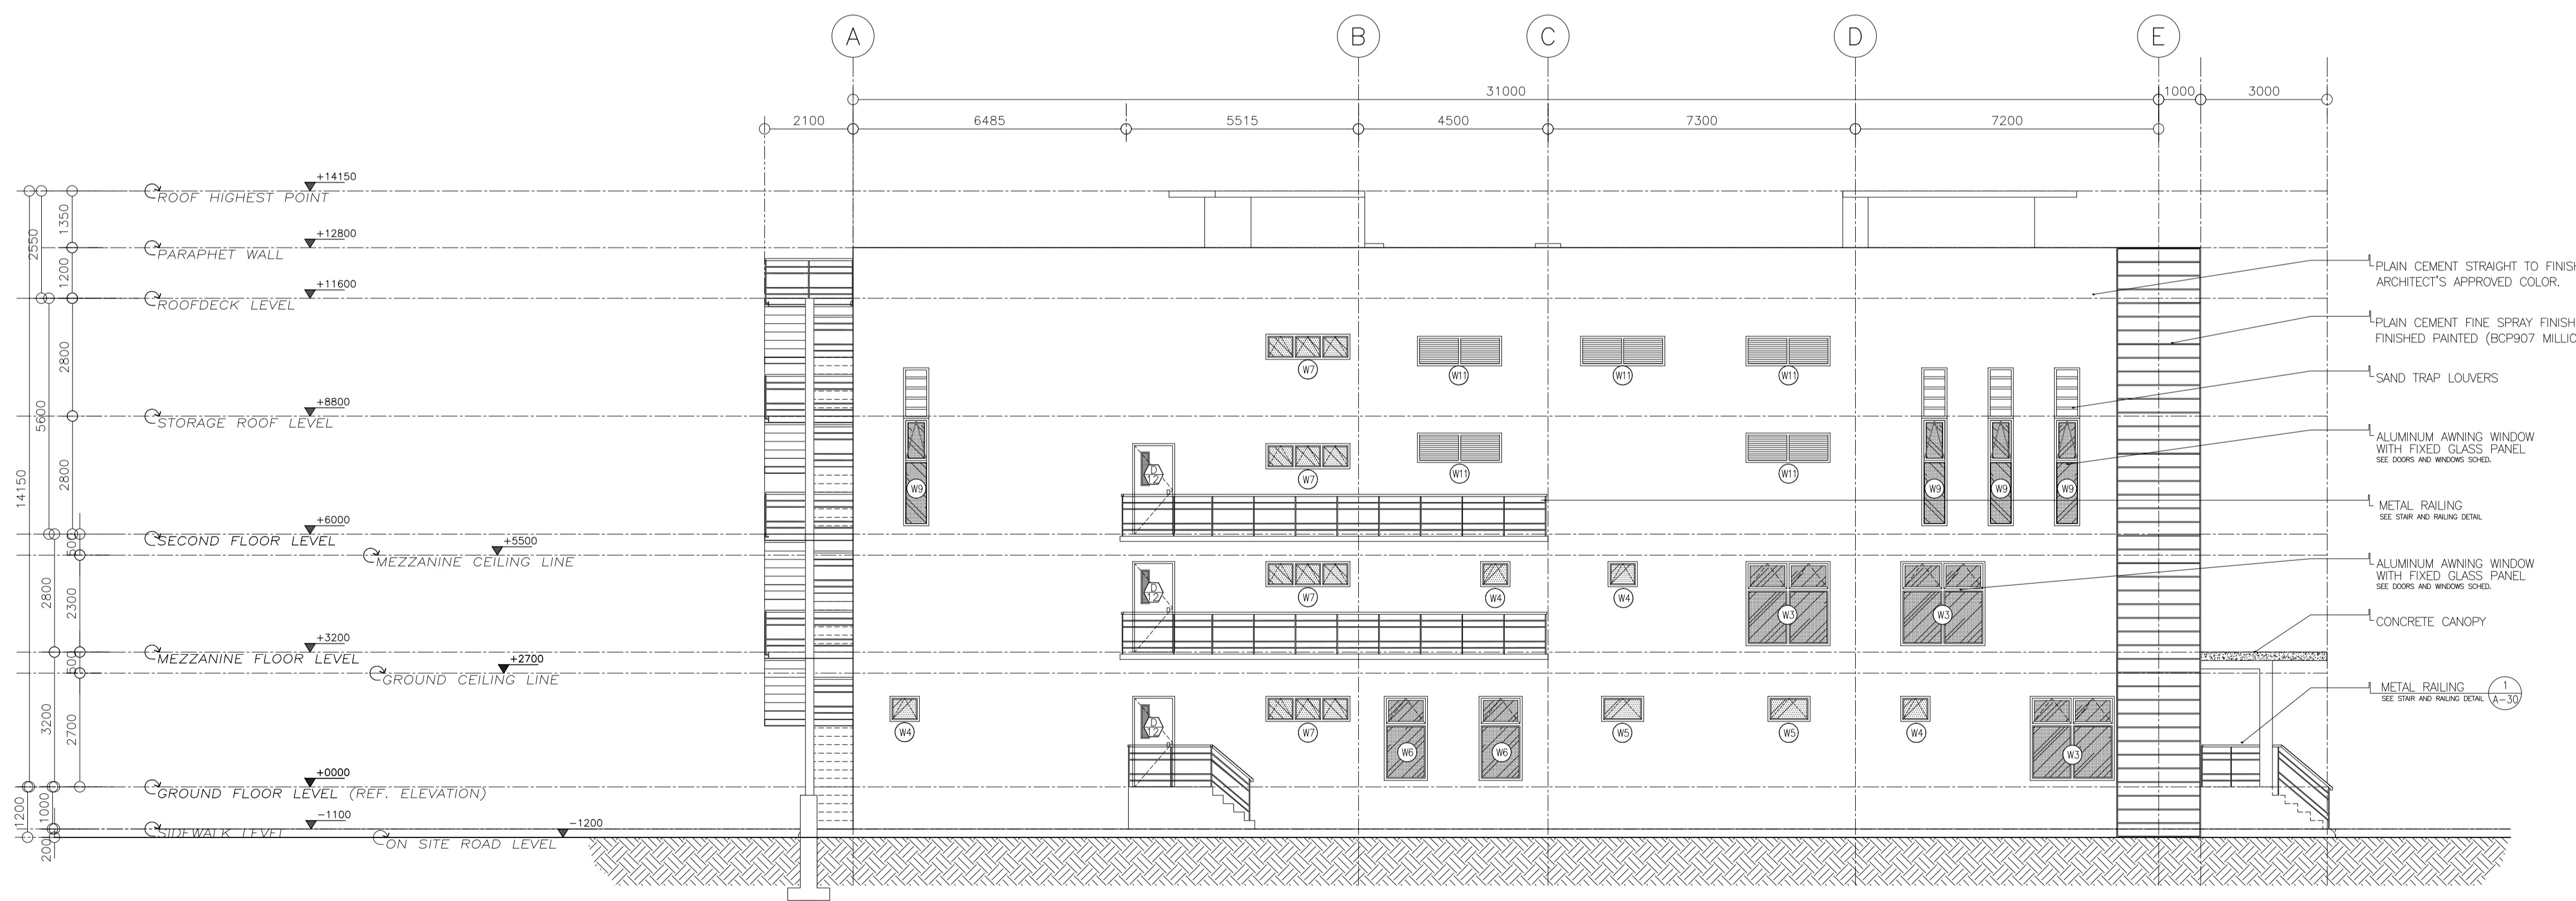 A B C D E
31000 1000 3000
2100 6485 5515 4500 7300 7200
+14150
ROOF HIGHEST POINT
1350
2550
+12800
PARAPHET WALL
1200
+11600
ROOFDECK LEVEL
2800
5600
+8800
STORAGE ROOF LEVEL
14150
2800
+6000
SECOND FLOOR LEVEL
500
+5500
MEZZANINE CEILING LINE
2800
2300
+3200
MEZZANINE FLOOR LEVEL
500
+2700
GROUND CEILING LINE
3200
2700
+0000
GROUND FLOOR LEVEL (REF. ELEVATION)
1200
1000
-1100
SIDEWALK LEVEL
-1200
ON SITE ROAD LEVEL
200
W7 W11 W11 W11
D
12
W9 W7 W11 W11 W9 W9 W9
D
12
W7 W4 W4 W3 W3
D
12
W4 W7 W6 W6 W5 W5 W4 W3
PLAIN CEMENT STRAIGHT TO FINISH
ARCHITECT'S APPROVED COLOR.
PLAIN CEMENT FINE SPRAY FINISH
FINISHED PAINTED (BCP907 MILLIO
SAND TRAP LOUVERS
ALUMINUM AWNING WINDOW
WITH FIXED GLASS PANEL
SEE DOORS AND WINDOWS SCHED.
METAL RAILING
SEE STAIR AND RAILING DETAIL
ALUMINUM AWNING WINDOW
WITH FIXED GLASS PANEL
SEE DOORS AND WINDOWS SCHED.
CONCRETE CANOPY
METAL RAILING
SEE STAIR AND RAILING DETAIL
1
A-30